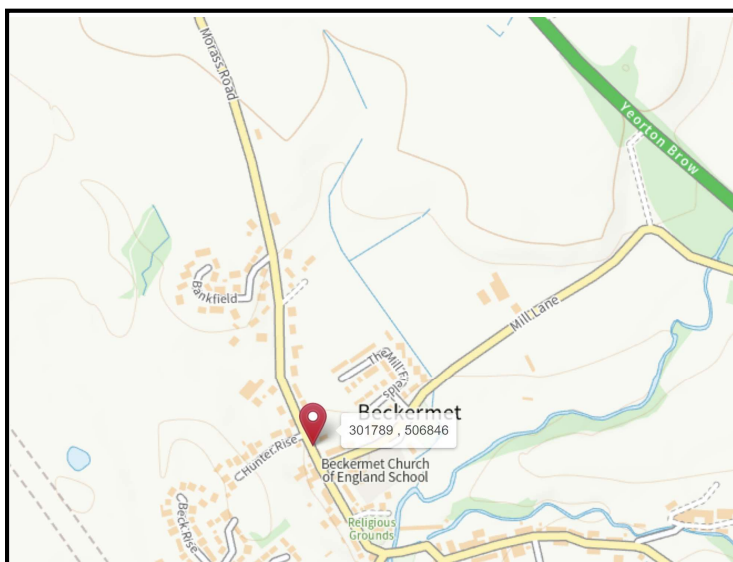 Morass Road
Yeorton Brow
Bankfield
Mill Lane
The Mill Fields
Beckermet
301789 , 506846
Hunter Rise
Beckermet Church
of England School
Beck Rise
Religious
Grounds